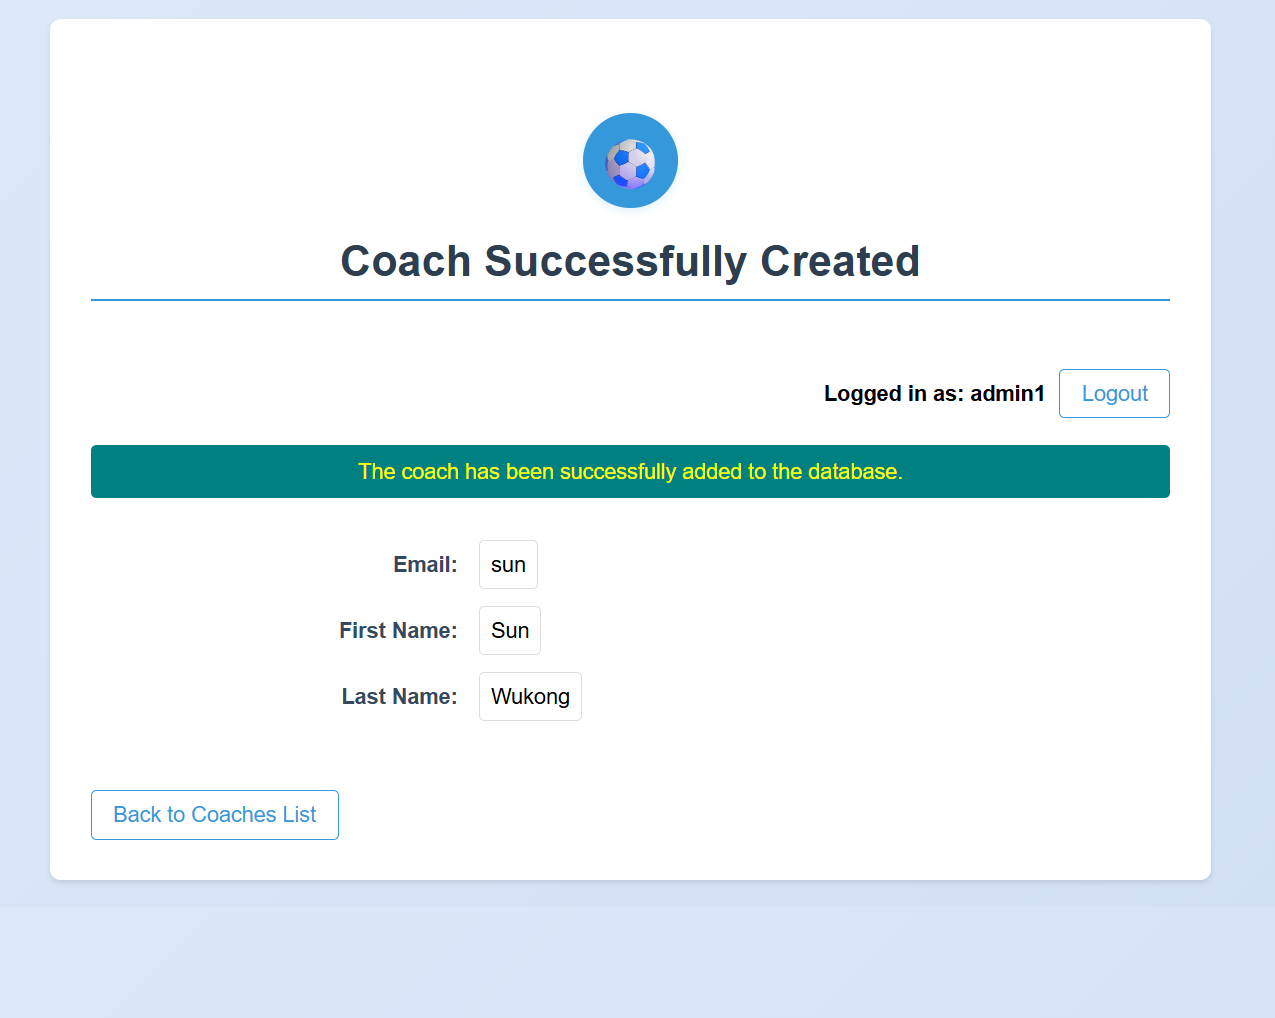 Coach Successfully Created
Logged in as: admin1 Logout
The coach has been successfully added to the database.
Email: sun
First Name: Sun
Last Name: Wukong
Back to Coaches List